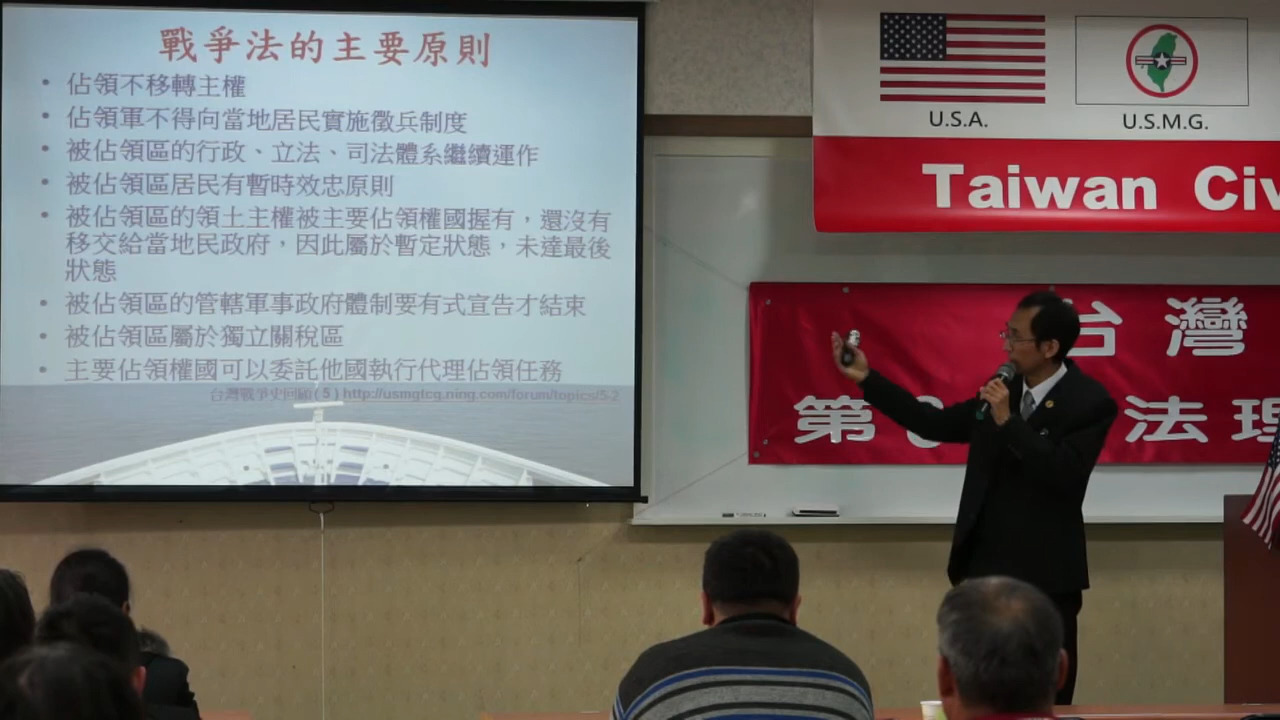 戰爭法的主要原則
• 佔領不移轉主權
• 佔領軍不得向當地居民實施徵兵制度
• 被佔領區的行政、立法、司法體系繼續運作
• 被佔領區居民有暫時效忠原則
• 被佔領區的領土主權被主要佔領權國握有，還沒有
移交給當地民政府，因此屬於暫定狀態，未達最後
狀態
• 被佔領區的管轄軍事政府體制要有式宣告才結束
• 被佔領區屬於獨立關稅區
• 主要佔領權國可以委託他國執行代理佔領任務
台灣戰爭史回顧(5) http://usmgtcg.ning.com/forum/topics/5-2
U.S.A.
U.S.M.G.
Taiwan Civ
台灣
第 法理